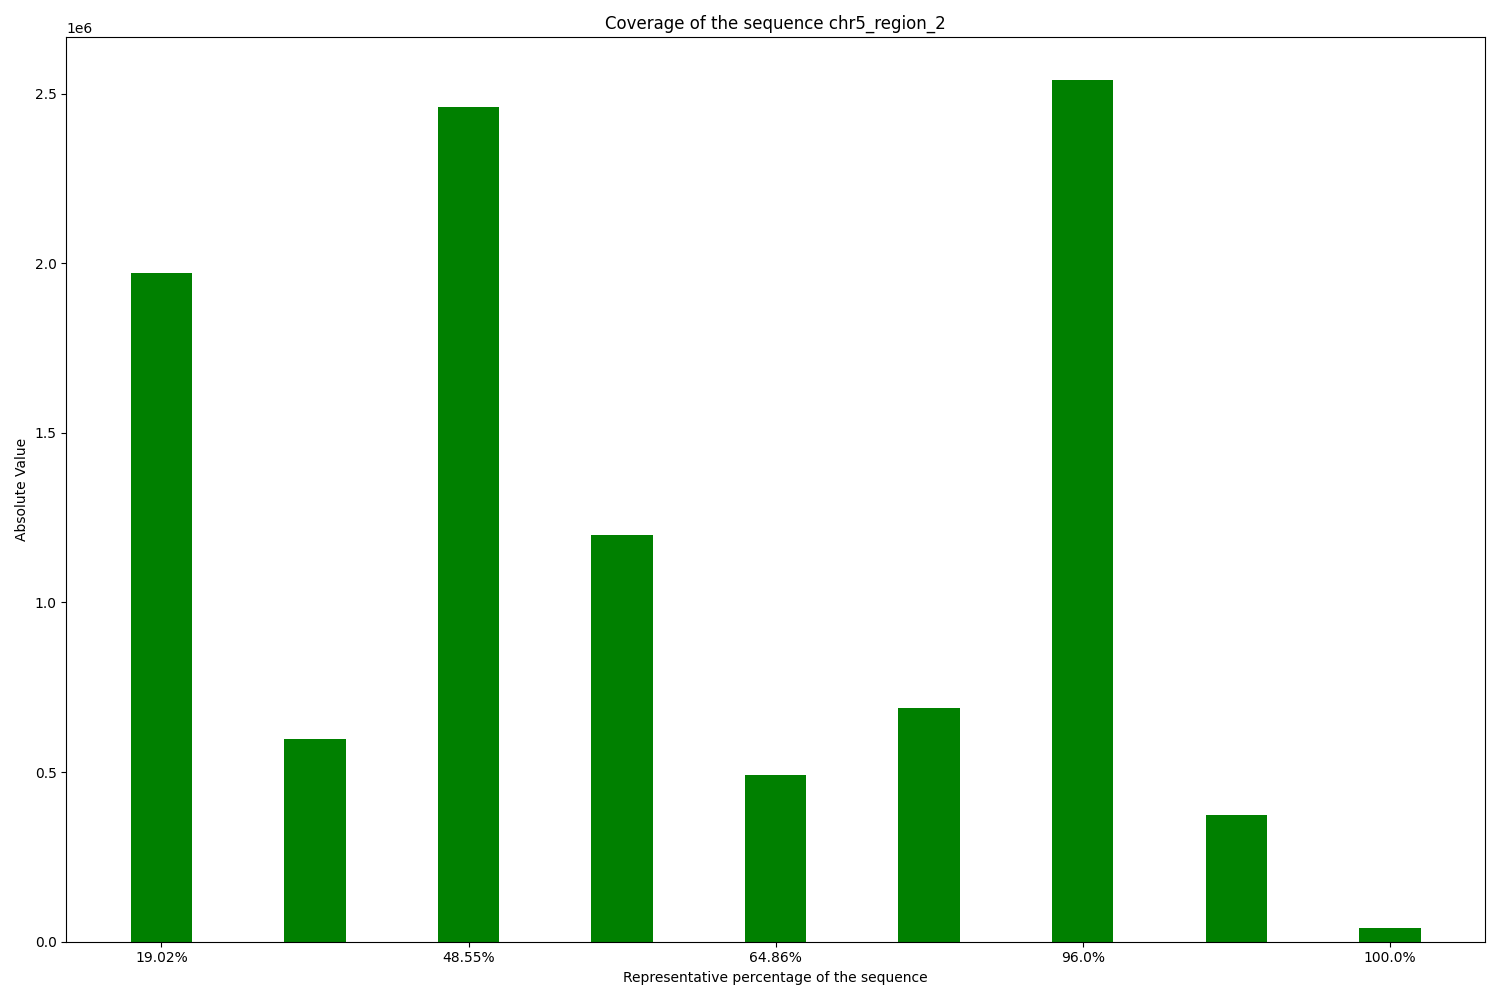 Coverage of the sequence chr5_region_2
1e6
2.5
2.0
1.5
1.0
0.5
0.0
Absolute Value
19.02% 48.55% 64.86% 96.0% 100.0%
Representative percentage of the sequence